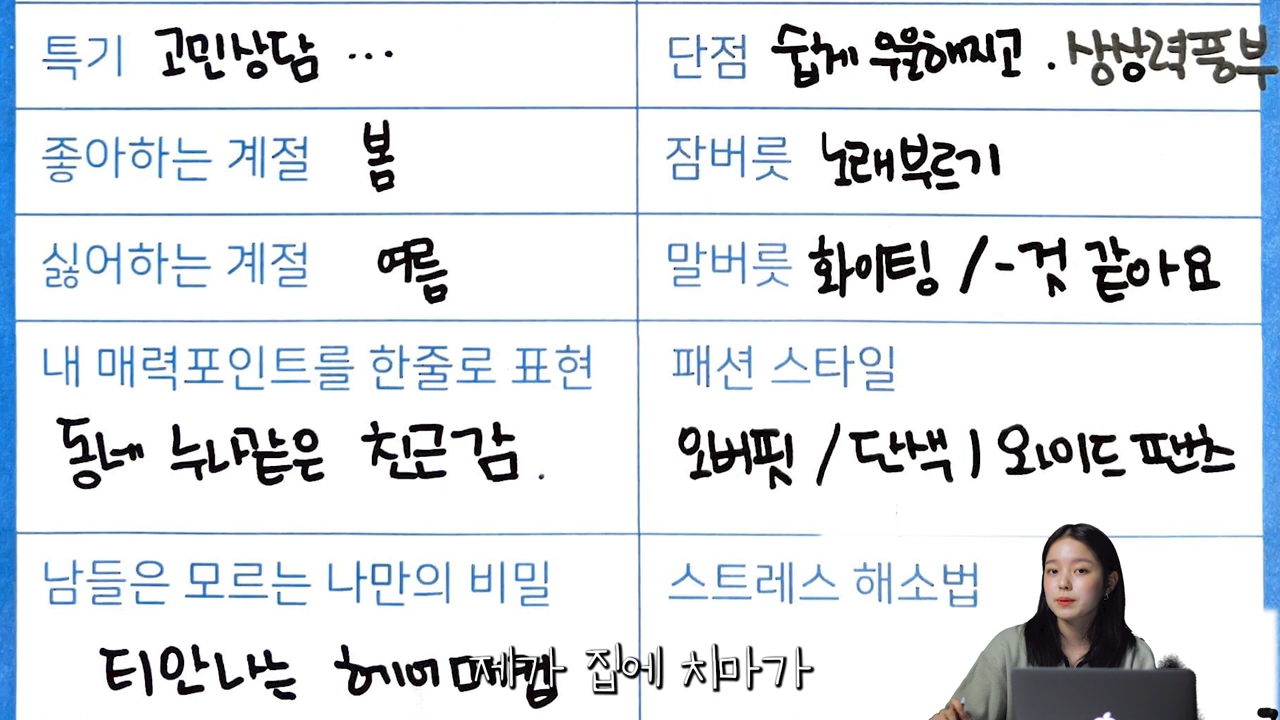 특기 고민상담 ...
단점 쉽게 우울해지고. 상상력풍부
좋아하는 계절 봄
잠버릇 노래부르기
싫어하는 계절 여름
말버릇 화이팅 / -것 같아요
내 매력포인트를 한줄로 표현
동네 누나같은 친근감.
패션 스타일
오버핏 / 단색 / 와이드 팬츠
남들은 모르는 나만의 비밀
티안나는 헤어
스트레스 해소법
제가 집에 치마가